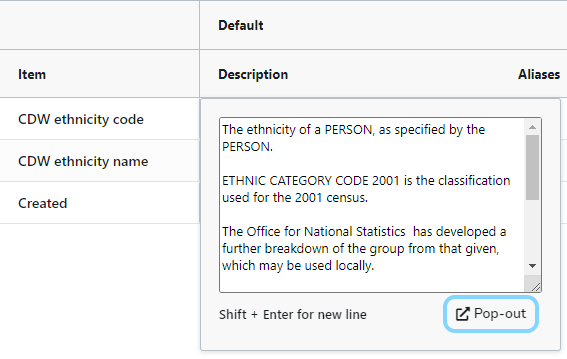 Default
Item Description Aliases
CDW ethnicity code
CDW ethnicity name
Created
The ethnicity of a PERSON, as specified by the
PERSON.
ETHNIC CATEGORY CODE 2001 is the classification
used for the 2001 census.
The Office for National Statistics  has developed a
further breakdown of the group from that given,
which may be used locally.
Shift + Enter for new line
Pop-out